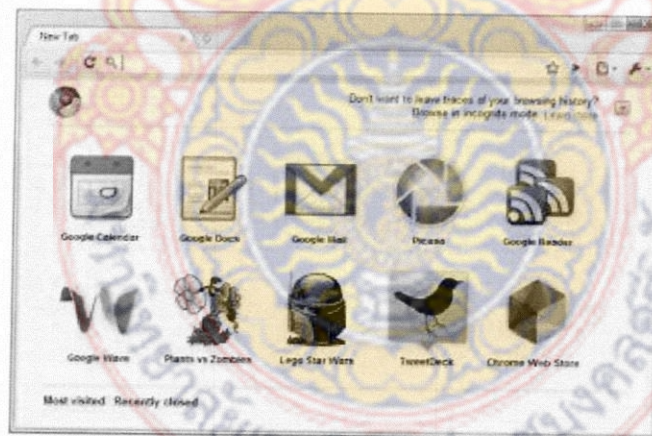 New Tab
Don't want to leave traces of your browsing history?
Browse in incognito mode. Learn more
Google Calendar Google Docs Google Mail Picasa Google Reader
Google Wave Plants vs Zombies Lego Star Wars TweetDeck Chrome Web Store
Most visited Recently closed